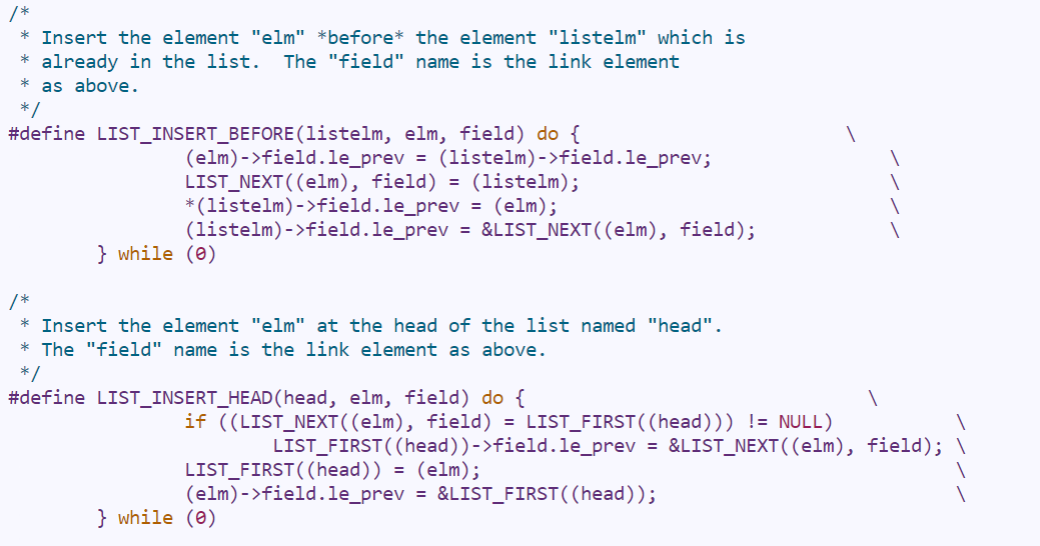 /*
 * Insert the element "elm" *before* the element "listelm" which is
 * already in the list.  The "field" name is the link element
 * as above.
 */
#define LIST_INSERT_BEFORE(listelm, elm, field) do {                        \
                (elm)->field.le_prev = (listelm)->field.le_prev;                \
                LIST_NEXT((elm), field) = (listelm);                            \
                *(listelm)->field.le_prev = (elm);                              \
                (listelm)->field.le_prev = &LIST_NEXT((elm), field);            \
        } while (0)

/*
 * Insert the element "elm" at the head of the list named "head".
 * The "field" name is the link element as above.
 */
#define LIST_INSERT_HEAD(head, elm, field) do {                               \
                if ((LIST_NEXT((elm), field) = LIST_FIRST((head))) != NULL)           \
                        LIST_FIRST((head))->field.le_prev = &LIST_NEXT((elm), field); \
                LIST_FIRST((head)) = (elm);                                           \
                (elm)->field.le_prev = &LIST_FIRST((head));                           \
        } while (0)